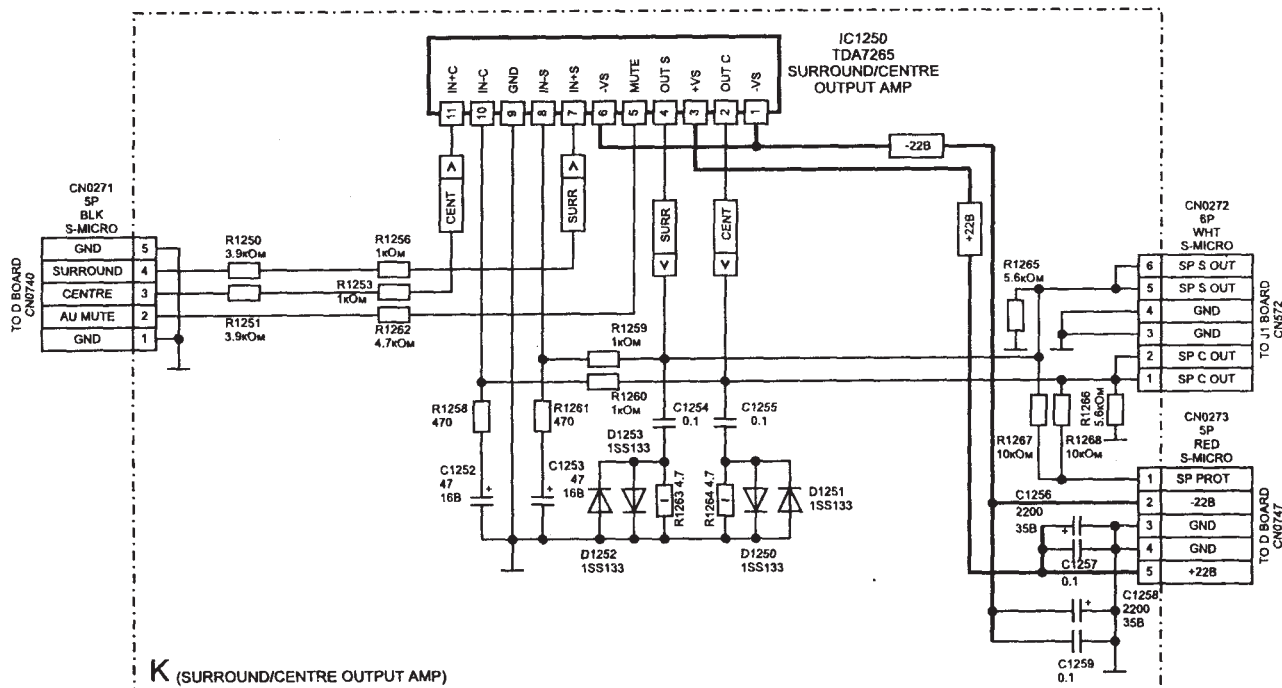 IC1250
TDA7265
SURROUND/CENTRE
OUTPUT AMP
IN+C
IN-C
GND
IN-S
IN+S
-VS
MUTE
OUT S
+VS
OUT C
-VS
11 10 9 8 7 6 5 4 3 2 1
-22В
+22В
CENT >
SURR >
SURR <
CENT <
CN0271
5P
BLK
S-MICRO
GND 5
SURROUND 4
CENTRE 3
AU MUTE 2
GND 1
TO D BOARD
CN0740
R1250
3.9кОм
R1256
1кОм
R1253
1кОм
R1251
3.9кОм
R1262
4.7кОм
R1259
1кОм
R1260
1кОм
R1258
470
R1261
470
C1254
0.1
C1255
0.1
D1253
1SS133
C1252
47
16В
+
C1253
47
16В
+
R1263 4.7
R1264 4.7
D1251
1SS133
D1252
1SS133
D1250
1SS133
CN0272
6P
WHT
S-MICRO
6 SP S OUT
5 SP S OUT
4 GND
3 GND
2 SP C OUT
1 SP C OUT
TO J1 BOARD
CN572
R1265
5.6кОм
R1266
5.6кОм
R1267
10кОм
R1268
10кОм
CN0273
5P
RED
S-MICRO
1 SP PROT
2 -22В
3 GND
4 GND
5 +22В
TO D BOARD
CN0747
C1256
2200
35В
+
C1257
0.1
C1258
2200
35В
+
C1259
0.1
K (SURROUND/CENTRE OUTPUT AMP)